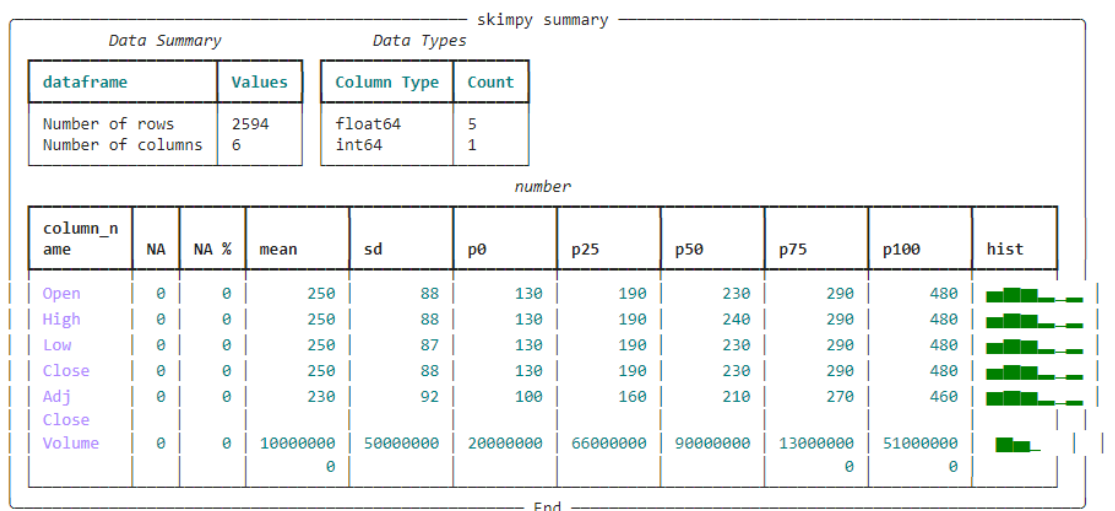 skimpy summary
Data Summary Data Types
dataframe Values Column Type Count
Number of rows 2594 float64 5
Number of columns 6 int64 1
number
column_n
ame NA NA % mean sd p0 p25 p50 p75 p100 hist
Open 0 0 250 88 130 190 230 290 480
High 0 0 250 88 130 190 240 290 480
Low 0 0 250 87 130 190 230 290 480
Close 0 0 250 88 130 190 230 290 480
Adj 0 0 230 92 100 160 210 270 460
Close
Volume 0 0 10000000 50000000 20000000 66000000 90000000 13000000 51000000
0 0 0
End